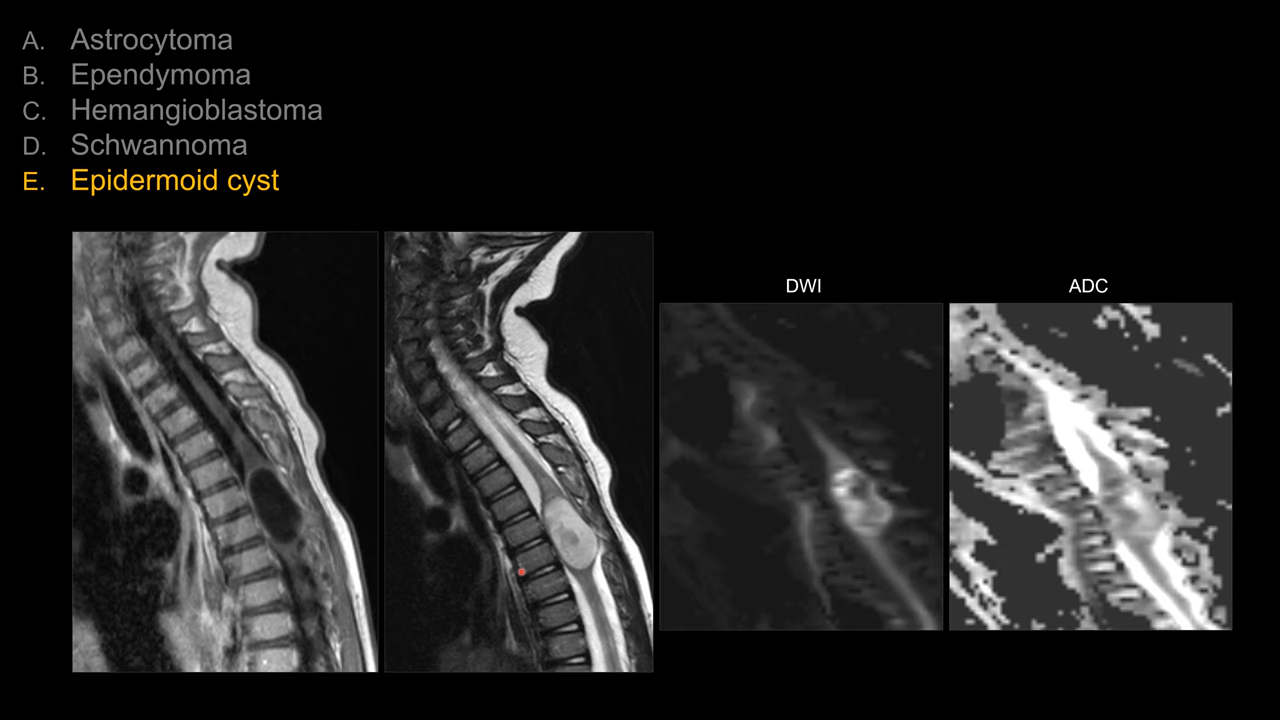 A. Astrocytoma
B. Ependymoma
C. Hemangioblastoma
D. Schwannoma
E. Epidermoid cyst
DWI
ADC